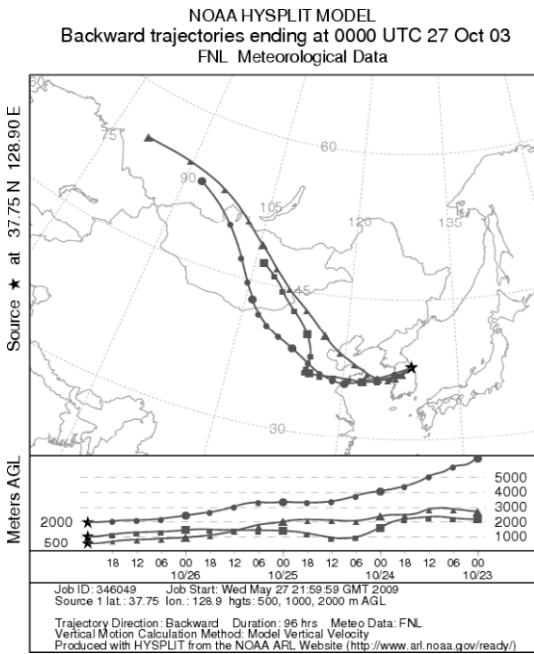 NOAA HYSPLIT MODEL
Backward trajectories ending at 0000 UTC 27 Oct 03
FNL Meteorological Data
Source ★ at 37.75 N 128.90 E
75
90
105
120
135
60
45
30
Meters AGL
2000
1000
500
5000
4000
3000
2000
1000
18 12 06 00 18 12 06 00 18 12 06 00 18 12 06 00
10/26 10/25 10/24 10/23
Job ID: 346049 Job Start: Wed May 27 21:59:59 GMT 2009
Source 1 lat.: 37.75 lon.: 128.9 hgts: 500, 1000, 2000 m AGL
Trajectory Direction: Backward Duration: 96 hrs Meteo Data: FNL
Vertical Motion Calculation Method: Model Vertical Velocity
Produced with HYSPLIT from the NOAA ARL Website (http://www.arl.noaa.gov/ready/)